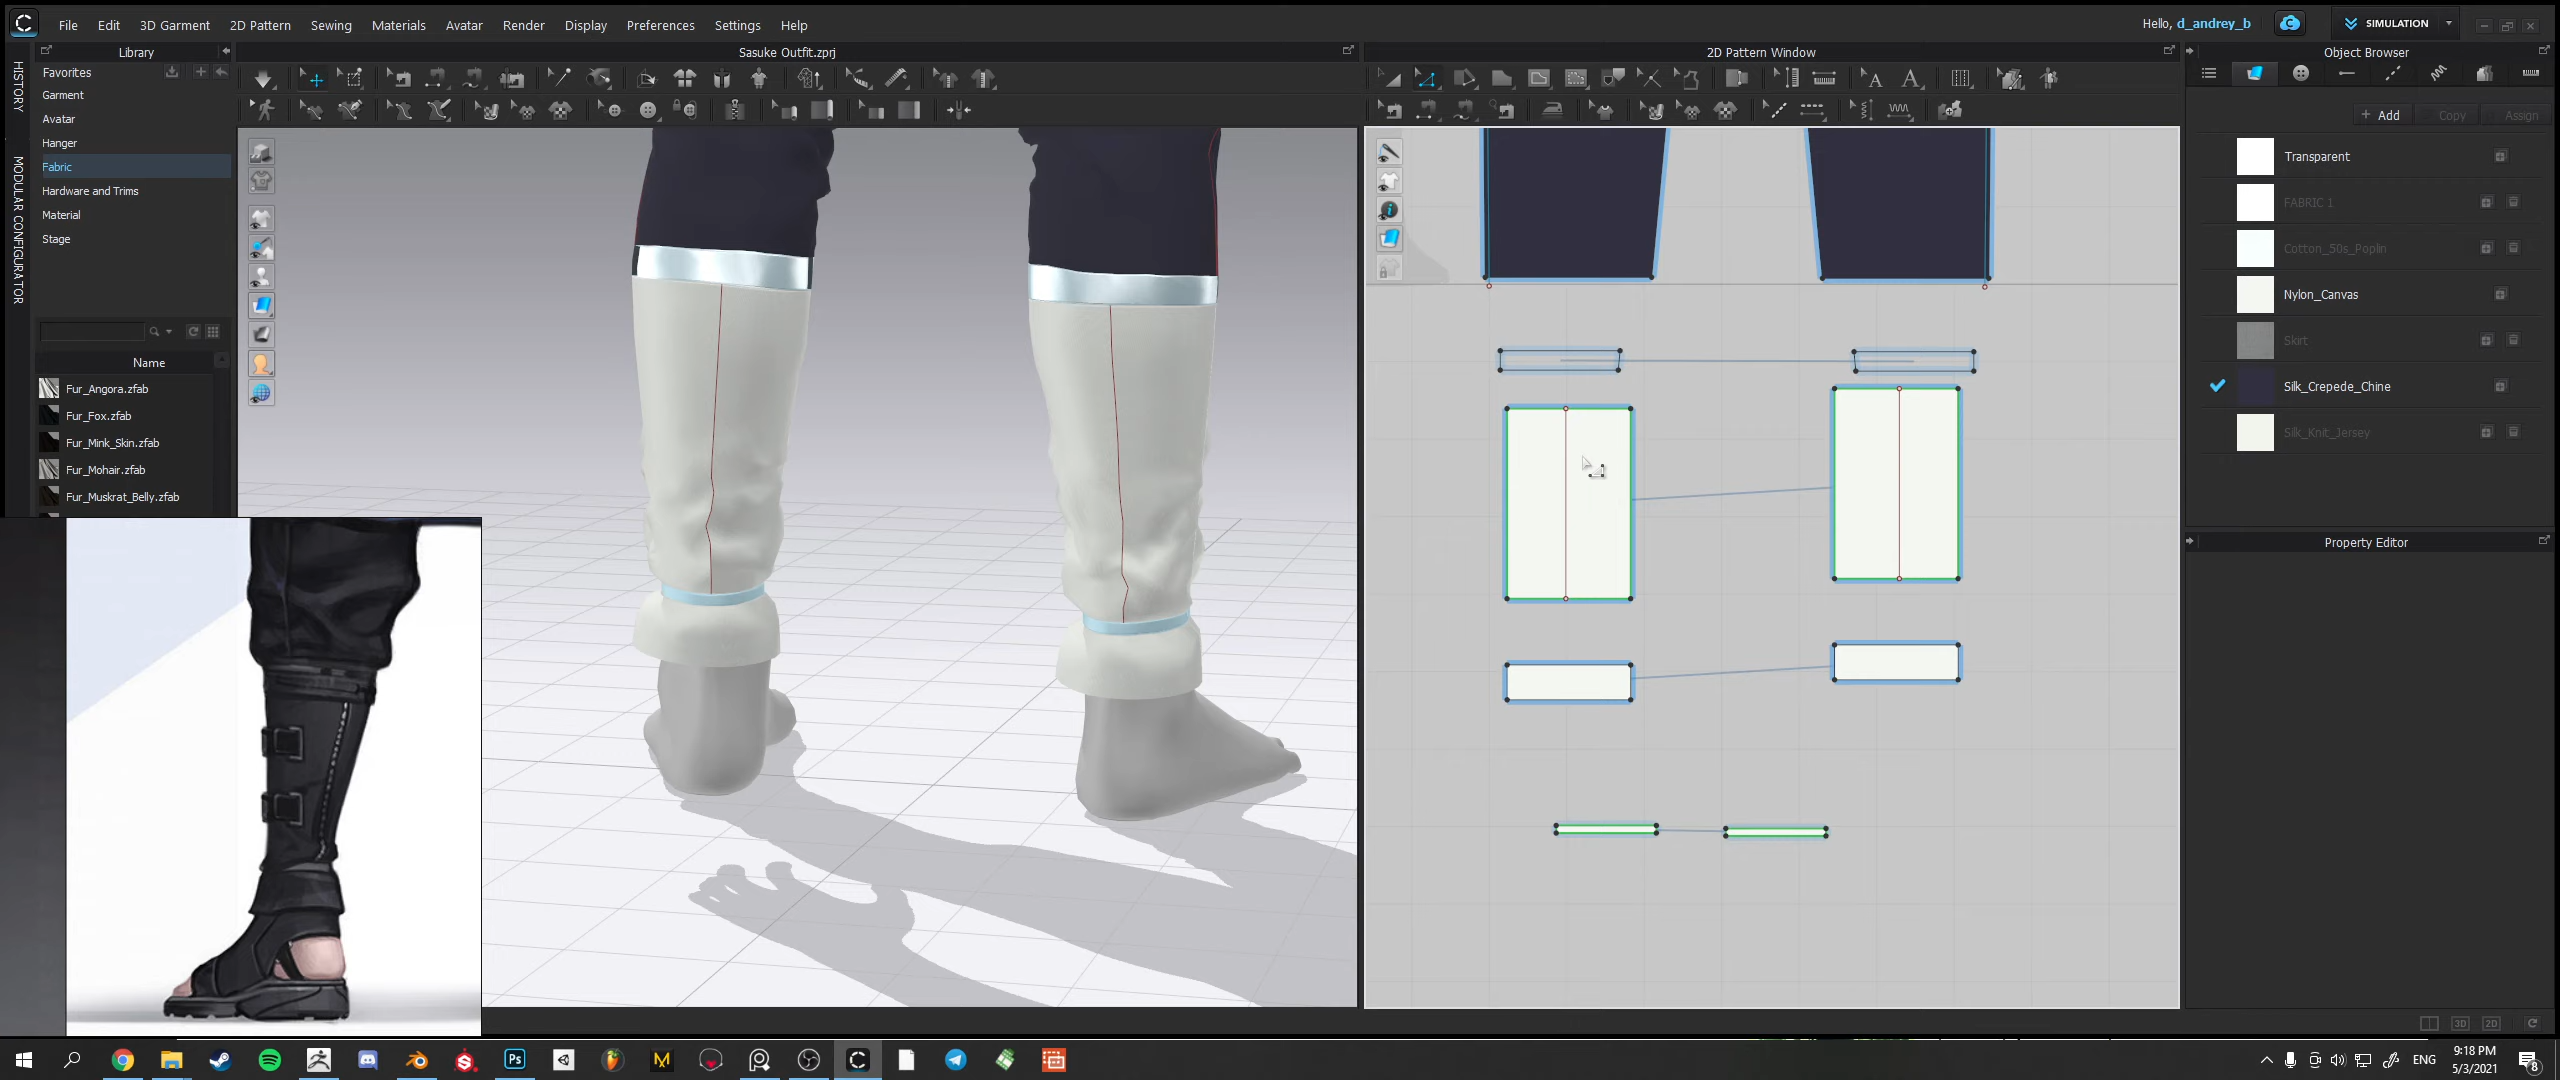 File Edit 3D Garment 2D Pattern Sewing Materials Avatar Render Display Preferences Settings Help
Hello, d_andrey_b
SIMULATION
HISTORY
MODULAR CONFIGURATOR
Library
Favorites
Garment
Avatar
Hanger
Fabric
Hardware and Trims
Material
Stage
Name
Fur_Angora.zfab
Fur_Fox.zfab
Fur_Mink_Skin.zfab
Fur_Mohair.zfab
Fur_Muskrat_Belly.zfab
Sasuke Outfit.zprj
2D Pattern Window
Object Browser
+ Add Copy Assign
Transparent
FABRIC 1
Cotton_50s_Poplin
Nylon_Canvas
Skirt
Silk_Crepede_Chine
Silk_Knit_Jersey
Property Editor
3D 2D
ENG
9:18 PM
5/3/2021
8